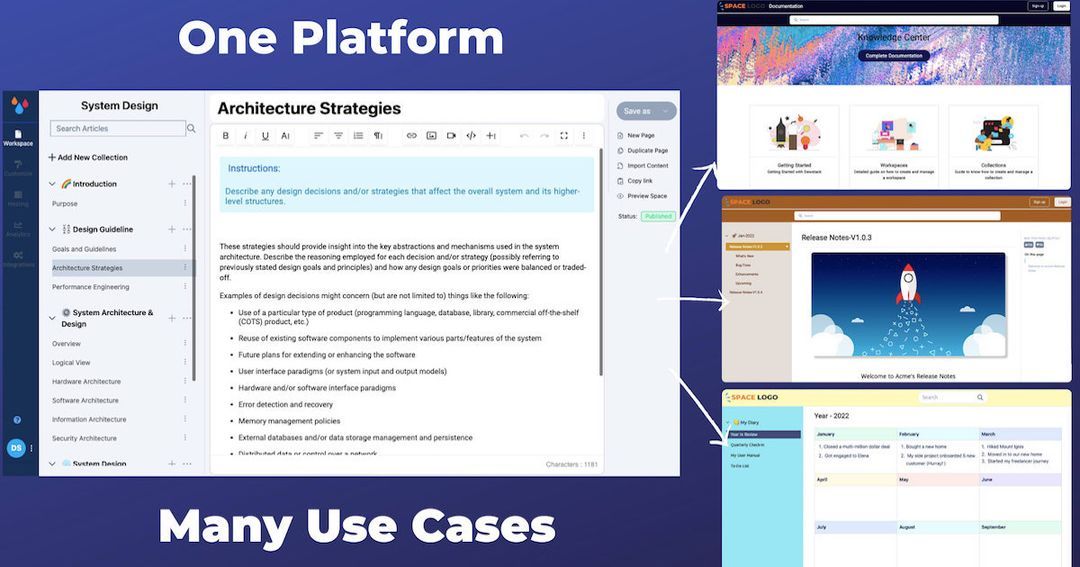 One Platform
System Design
Search Articles
Add New Collection
Introduction
Purpose
Design Guideline
Goals and Guidelines
Architecture Strategies
Performance Engineering
System Architecture &
Design
Overview
Logical View
Hardware Architecture
Software Architecture
Information Architecture
Security Architecture
System Design
Workspace
Customize
Hosting
Analytics
Integrations
DS
Architecture Strategies
Instructions:
Describe any design decisions and/or strategies that affect the overall system and its higher-
level structures.
These strategies should provide insight into the key abstractions and mechanisms used in the system
architecture. Describe the reasoning employed for each decision and/or strategy (possibly referring to
previously stated design goals and principles) and how any design goals or priorities were balanced or traded-
off.
Examples of design decisions might concern (but are not limited to) things like the following:
Use of a particular type of product (programming language, database, library, commercial off-the-shelf
(COTS) product, etc.)
Reuse of existing software components to implement various parts/features of the system
Future plans for extending or enhancing the software
User interface paradigms (or system input and output models)
Hardware and/or software interface paradigms
Error detection and recovery
Memory management policies
External databases and/or data storage management and persistence
Distributed data or control over a network
Characters : 1181
Save as
New Page
Duplicate Page
Import Content
Copy link
Preview Space
Status: Published
Many Use Cases
SPACE LOGO Documentation
Sign up
Login
Search
Knowledge Center
Complete Documentation
Getting Started
Getting Started with
Workspaces
Detailed guide on how to create and manage
a workspace
Collections
Guide to know how to create and manage a
collection.
SPACE LOGO
Sign up
Login
Search
Jan-2022
Release Notes-V1.0.3
What's New
Bug Fixes
Enhancements
Upcoming
Release Notes-V1.0.4
Release Notes-V1.0.3
On this page
Welcome to Acme's Release Notes
SPACE LOGO
Search
My Diary
Year In Review
Quarterly Check-In
My User Manual
To-Do List
Year - 2022
January
1. Closed a multi-million dollar deal
2. Got engaged to Elena
February
1. Bought a new home
2. My side project onboarded 5 new
customer (Hurray!)
March
1. Hiked Mount Ignis
2. Moved in to our new home
3. Started my freelancer journey
April
May
June
July
August
September